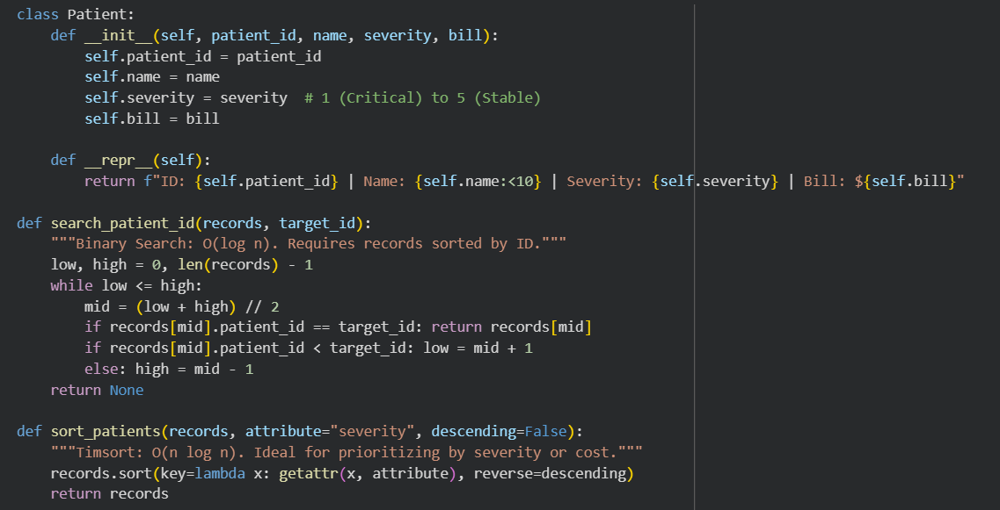 class Patient:
    def __init__(self, patient_id, name, severity, bill):
        self.patient_id = patient_id
        self.name = name
        self.severity = severity  # 1 (Critical) to 5 (Stable)
        self.bill = bill

    def __repr__(self):
        return f"ID: {self.patient_id} | Name: {self.name:<10} | Severity: {self.severity} | Bill: ${self.bill}"

def search_patient_id(records, target_id):
    """Binary Search: O(log n). Requires records sorted by ID."""
    low, high = 0, len(records) - 1
    while low <= high:
        mid = (low + high) // 2
        if records[mid].patient_id == target_id: return records[mid]
        if records[mid].patient_id < target_id: low = mid + 1
        else: high = mid - 1
    return None

def sort_patients(records, attribute="severity", descending=False):
    """Timsort: O(n log n). Ideal for prioritizing by severity or cost."""
    records.sort(key=lambda x: getattr(x, attribute), reverse=descending)
    return records